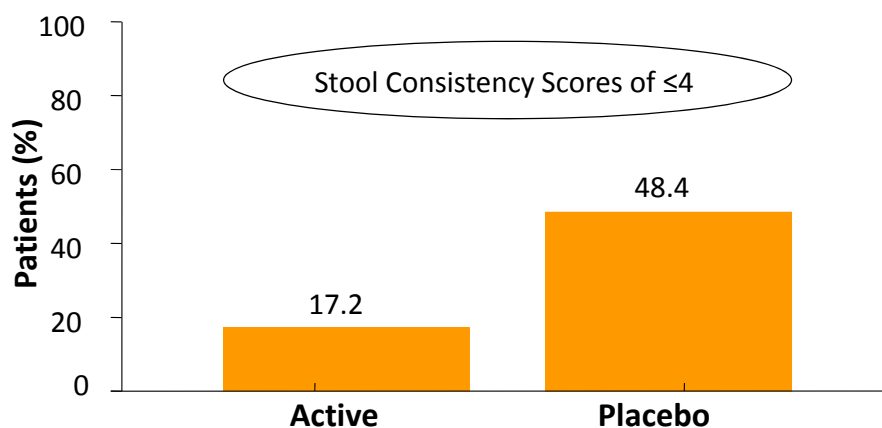 100
Stool Consistency Scores of ≤4
80
60
48.4
40
17.2
20
0
Patients (%)
Active Placebo